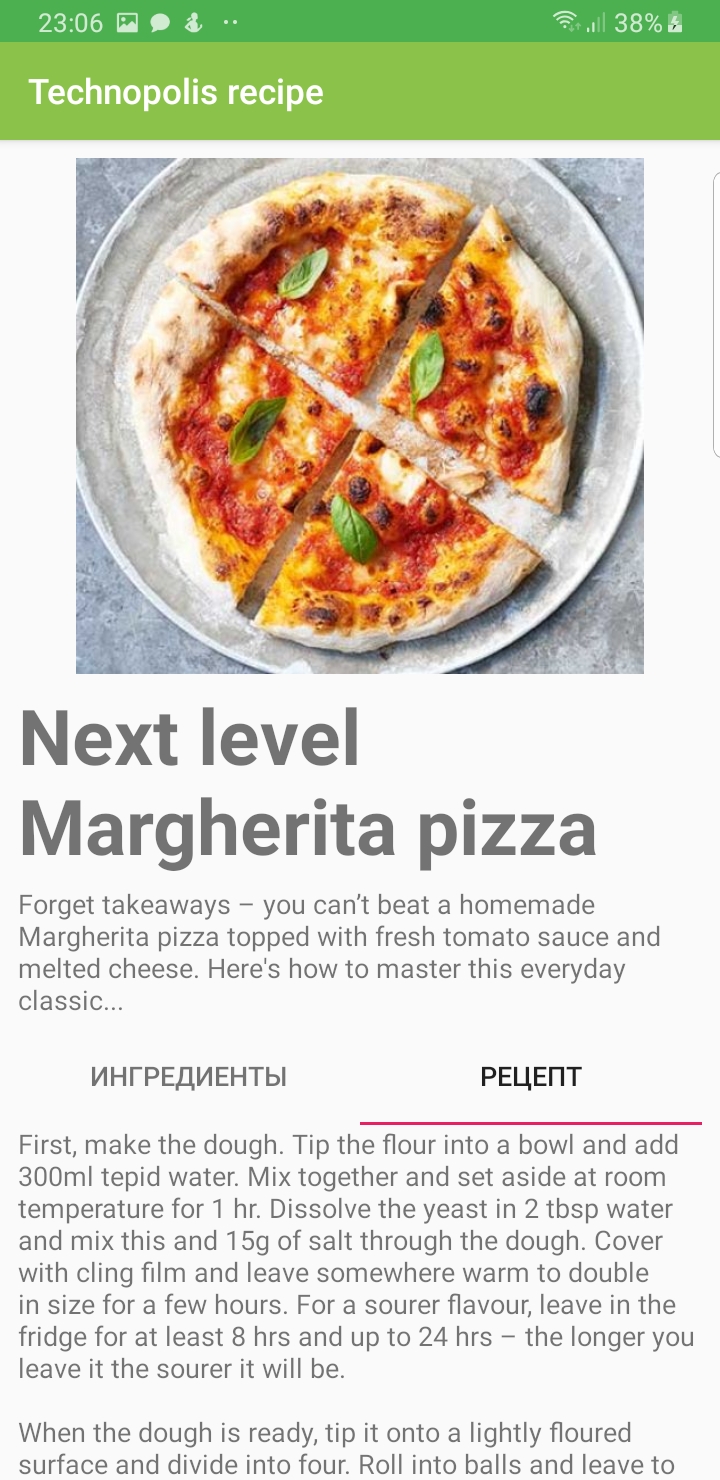 23:06
38%
Technopolis recipe
Next level
Margherita pizza
Forget takeaways – you can’t beat a homemade
Margherita pizza topped with fresh tomato sauce and
melted cheese. Here's how to master this everyday
classic...
ИНГРЕДИЕНТЫ
РЕЦЕПТ
First, make the dough. Tip the flour into a bowl and add
300ml tepid water. Mix together and set aside at room
temperature for 1 hr. Dissolve the yeast in 2 tbsp water
and mix this and 15g of salt through the dough. Cover
with cling film and leave somewhere warm to double
in size for a few hours. For a sourer flavour, leave in the
fridge for at least 8 hrs and up to 24 hrs – the longer you
leave it the sourer it will be.
When the dough is ready, tip it onto a lightly floured
surface and divide into four. Roll into balls and leave to